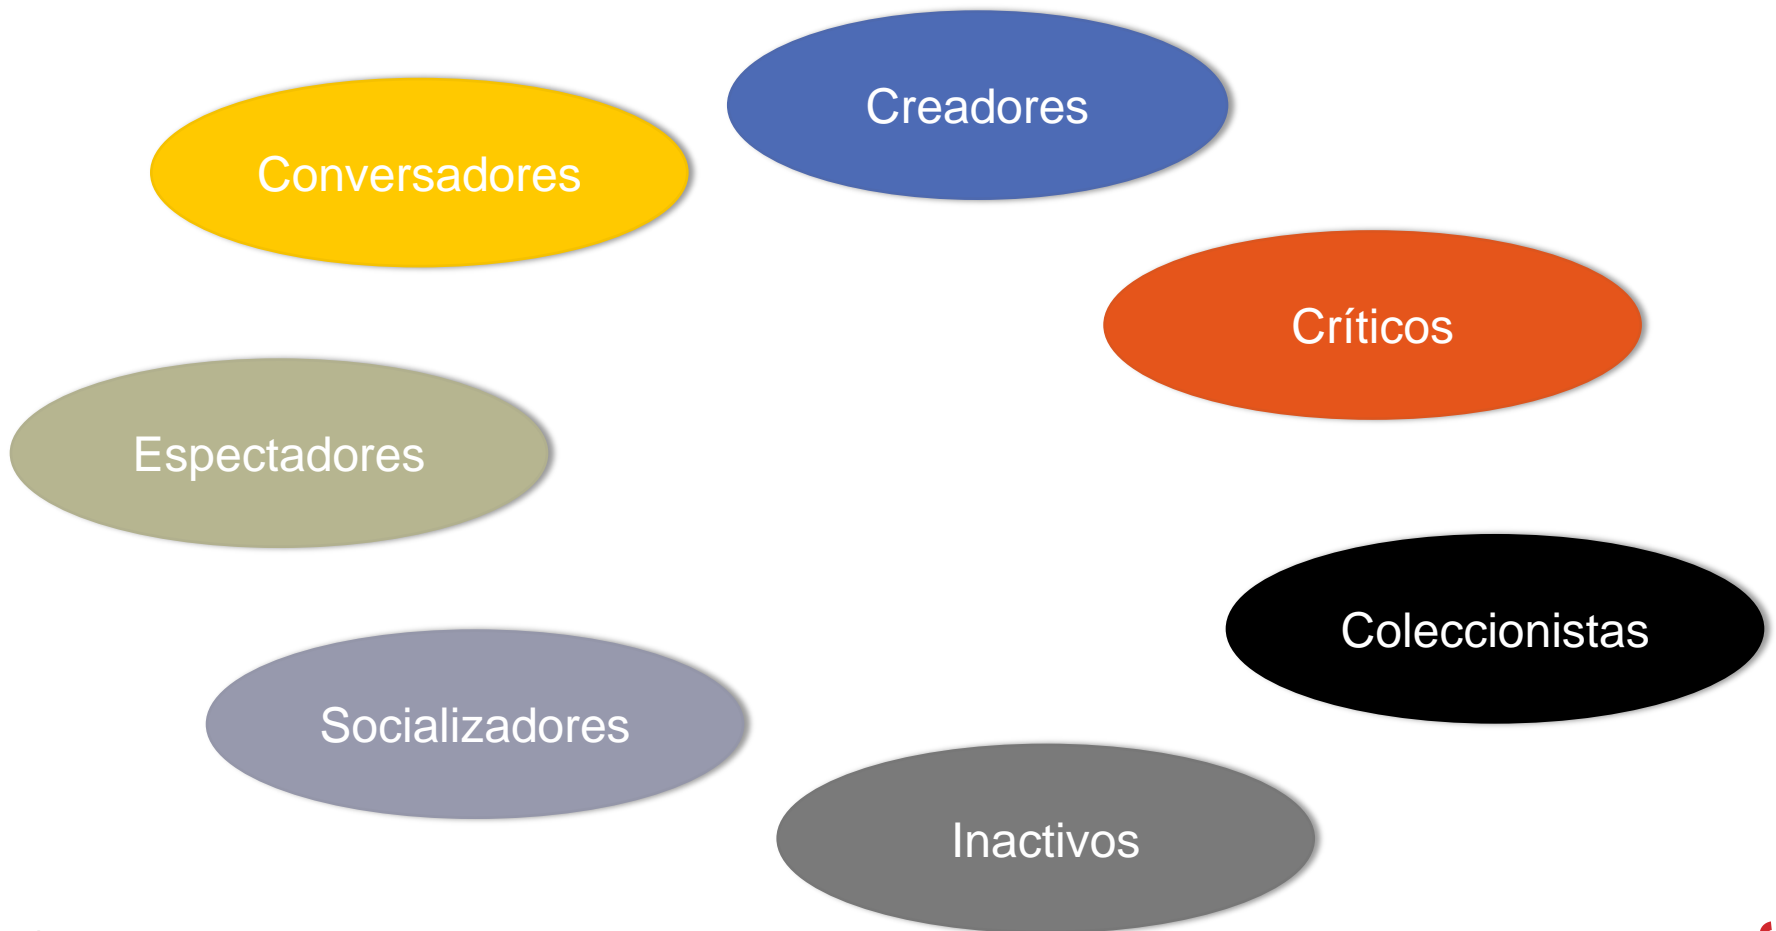 Creadores
Conversadores
Críticos
Espectadores
Coleccionistas
Socializadores
Inactivos